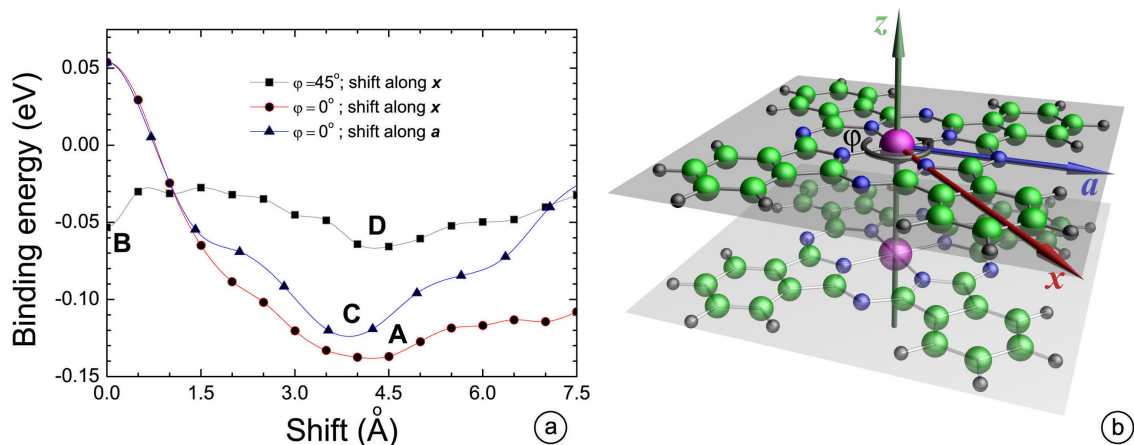 Binding energy (eV)
0.05
0.00
-0.05
-0.10
-0.15
φ=45°; shift along x
φ=0°; shift along x
φ=0°; shift along a
B
D
C
A
0.0 1.5 3.0 4.5 6.0 7.5
Shift (Å)
a
z
φ
a
x
b